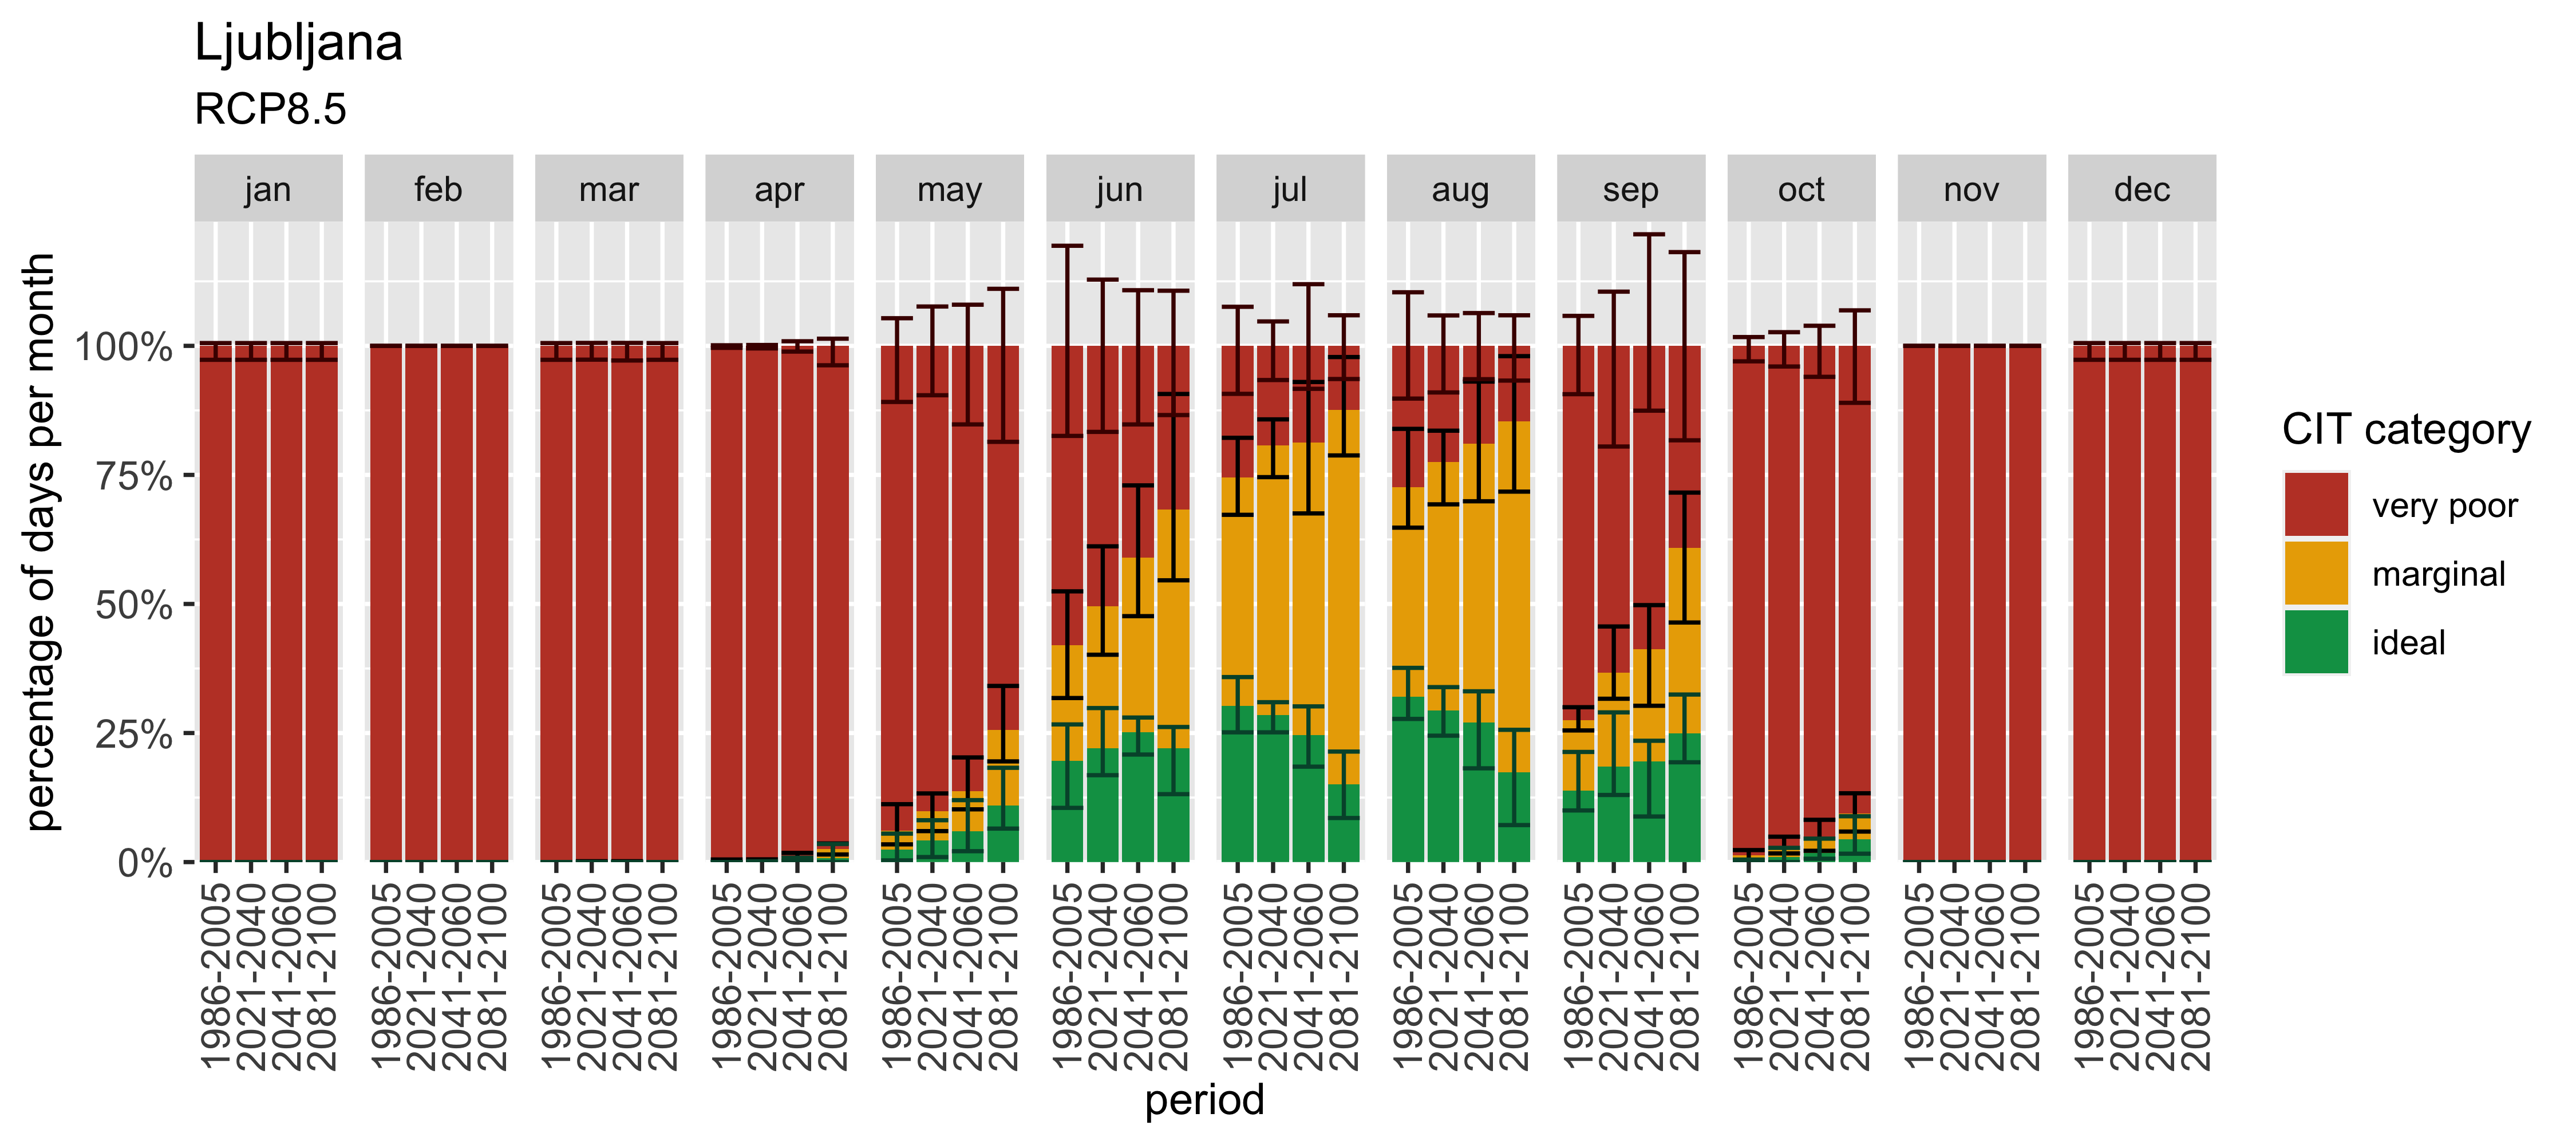 Ljubljana
RCP8.5
jan feb mar apr may jun jul aug sep oct nov dec
percentage of days per month
100%
75%
50%
25%
0%
1986-2005 2021-2040 2041-2060 2081-2100 1986-2005 2021-2040 2041-2060 2081-2100 1986-2005 2021-2040 2041-2060 2081-2100 1986-2005 2021-2040 2041-2060 2081-2100 1986-2005 2021-2040 2041-2060 2081-2100 1986-2005 2021-2040 2041-2060 2081-2100 1986-2005 2021-2040 2041-2060 2081-2100 1986-2005 2021-2040 2041-2060 2081-2100 1986-2005 2021-2040 2041-2060 2081-2100 1986-2005 2021-2040 2041-2060 2081-2100 1986-2005 2021-2040 2041-2060 2081-2100 1986-2005 2021-2040 2041-2060 2081-2100
period
CIT category
very poor
marginal
ideal